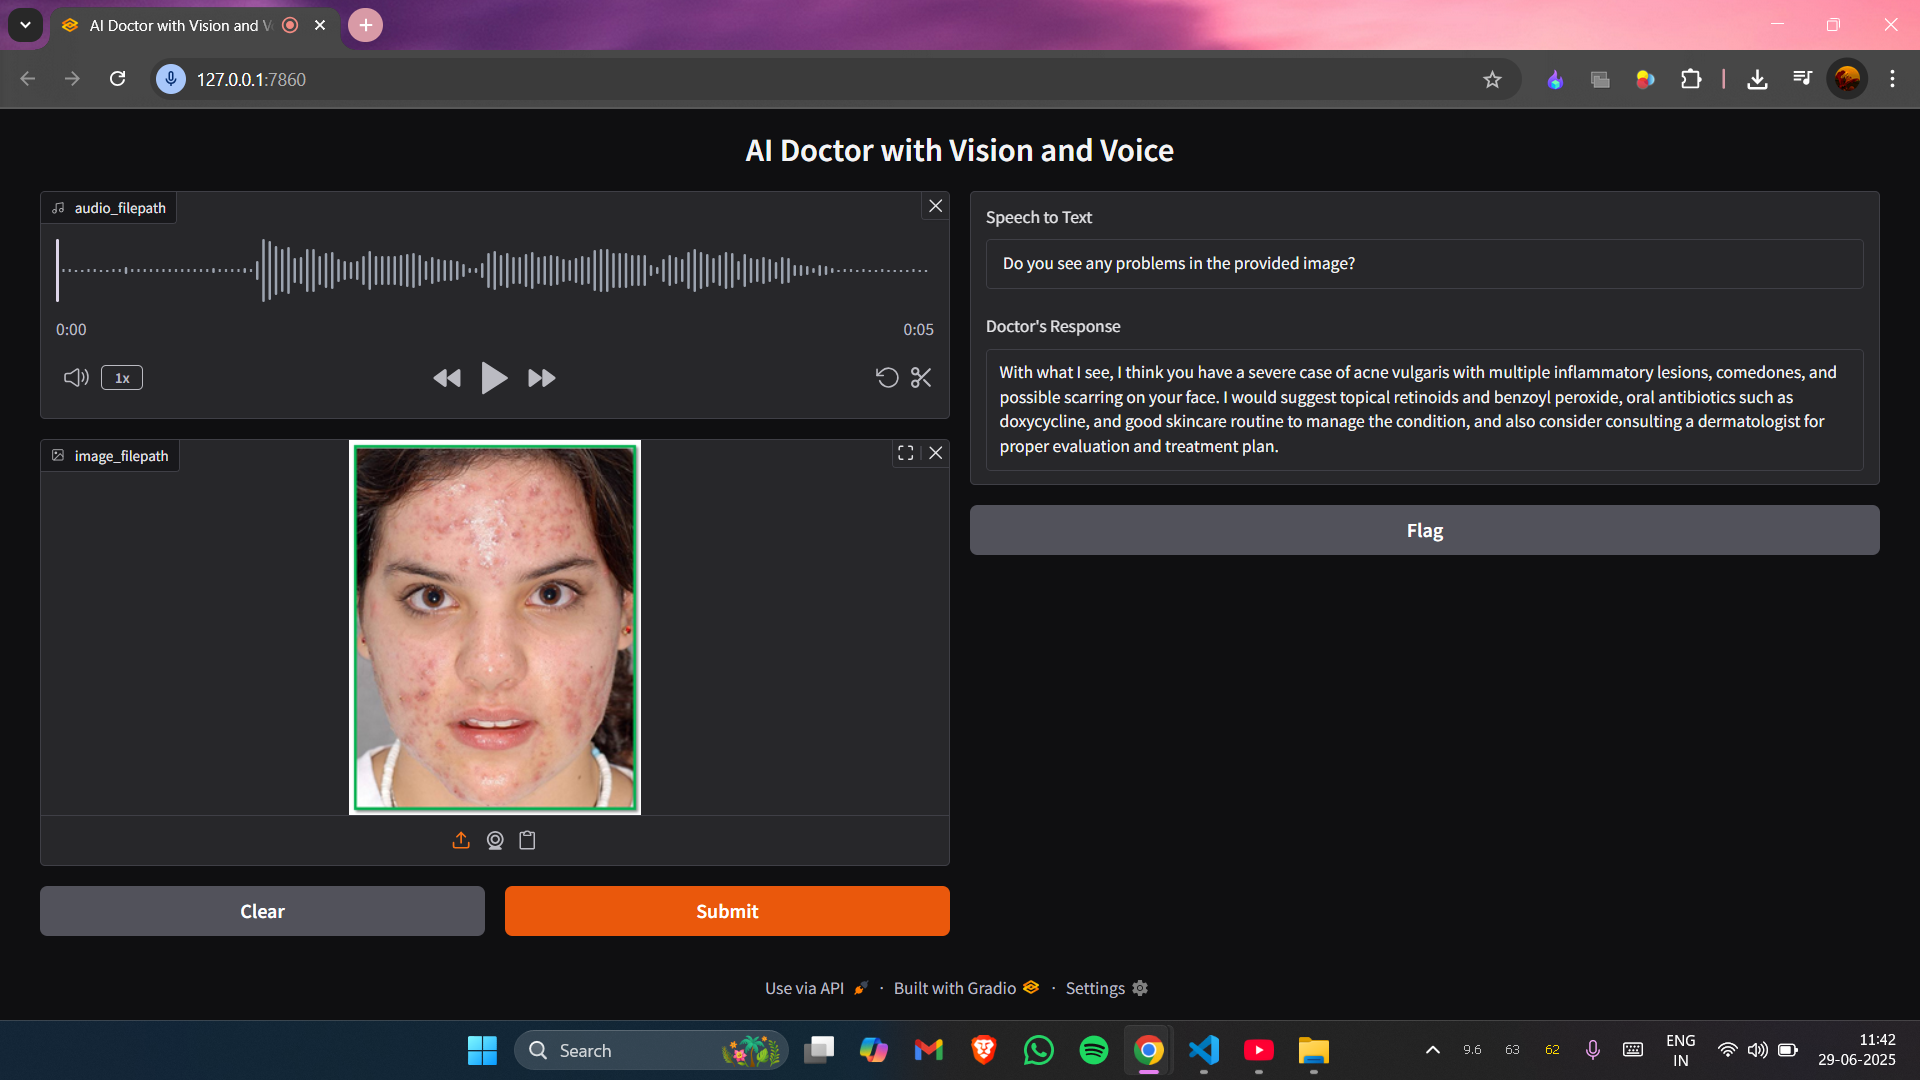 AI Doctor with Vision and V
127.0.0.1:7860
AI Doctor with Vision and Voice
audio_filepath
0:00
0:05
1x
image_filepath
Clear
Submit
Speech to Text
Do you see any problems in the provided image?
Doctor's Response
With what I see, I think you have a severe case of acne vulgaris with multiple inflammatory lesions, comedones, and
possible scarring on your face. I would suggest topical retinoids and benzoyl peroxide, oral antibiotics such as
doxycycline, and good skincare routine to manage the condition, and also consider consulting a dermatologist for
proper evaluation and treatment plan.
Flag
Use via API · Built with Gradio · Settings
Search
9.6 63 62
ENG
IN
11:42
29-06-2025